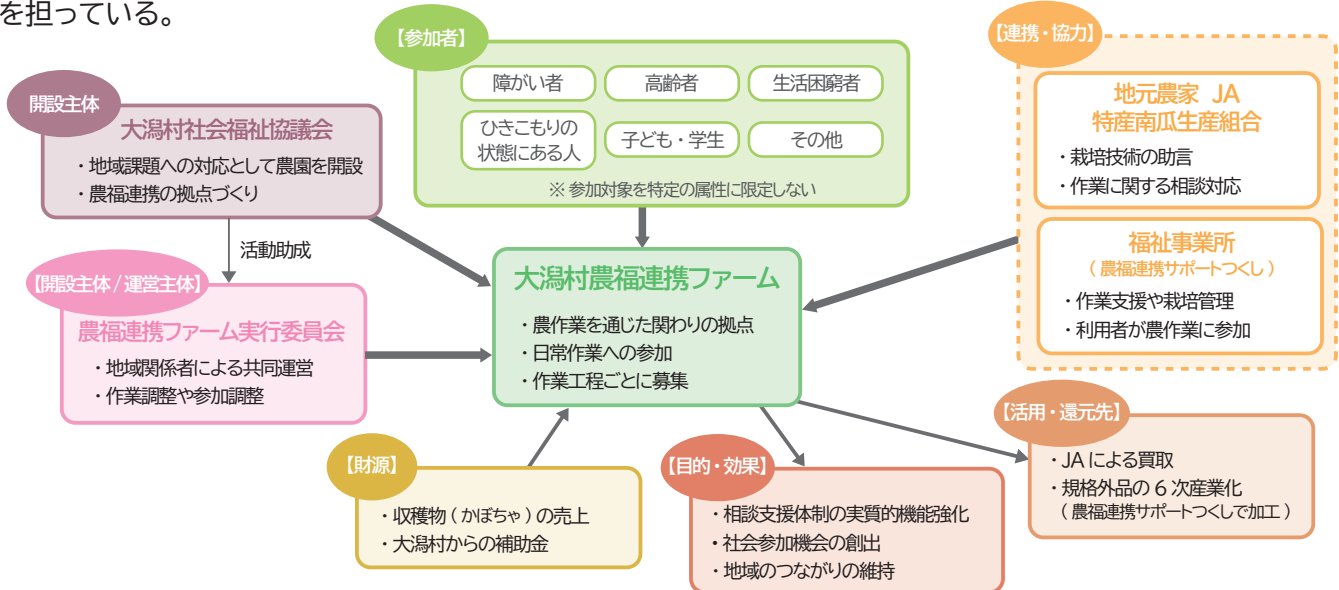 を担っている。
開設主体
大潟村社会福祉協議会
・地域課題への対応として農園を開設
・農福連携の拠点づくり
活動助成
【開設主体 / 運営主体】
農福連携ファーム実行委員会
・地域関係者による共同運営
・作業調整や参加調整
【参加者】
障がい者
高齢者
生活困窮者
ひきこもりの
状態にある人
子ども・学生
その他
※ 参加対象を特定の属性に限定しない
大潟村農福連携ファーム
・農作業を通じた関わりの拠点
・日常作業への参加
・作業工程ごとに募集
【連携・協力】
地元農家 JA
特産南瓜生産組合
・栽培技術の助言
・作業に関する相談対応
福祉事業所
( 農福連携サポートつくし )
・作業支援や栽培管理
・利用者が農作業に参加
【財源】
・収穫物 ( かぼちゃ ) の売上
・大潟村からの補助金
【目的・効果】
・相談支援体制の実質的機能強化
・社会参加機会の創出
・地域のつながりの維持
【活用・還元先】
・JA による買取
・規格外品の 6 次産業化
( 農福連携サポートつくしで加工 )